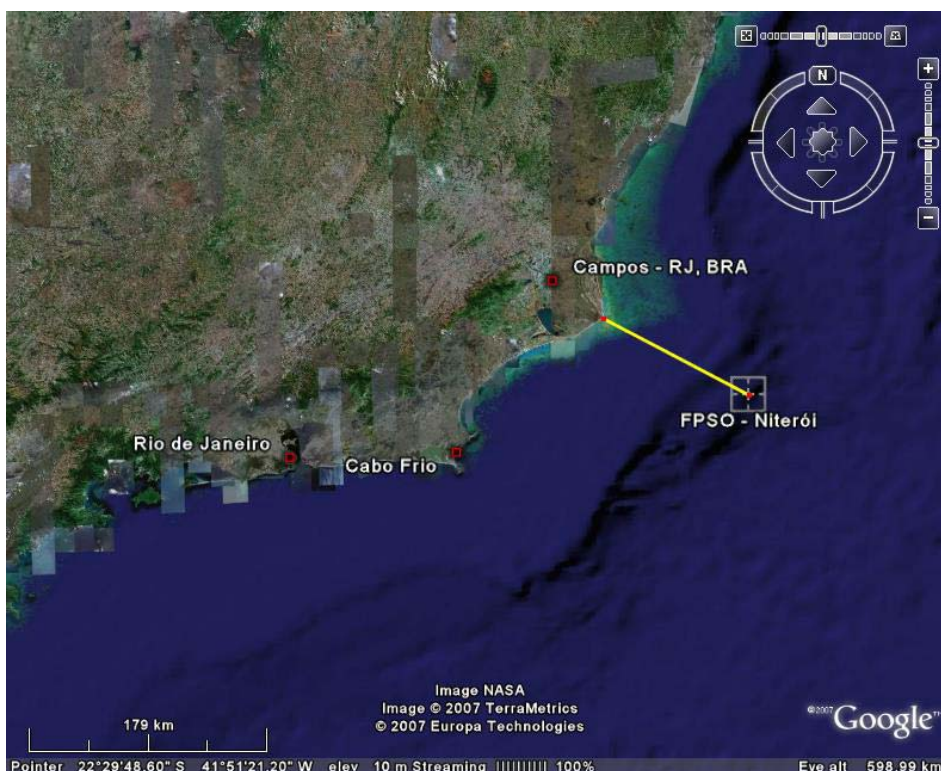 N
Campos - RJ, BRA
FPSO - Niterói
Rio de Janeiro
Cabo Frio
Image NASA
Image © 2007 TerraMetrics
© 2007 Europa Technologies
179 km
©2007 Google™
Pointer 22°29'48.60" S 41°51'21.20" W elev 10 m Streaming |||||||||| 100% Eye alt 598.99 km